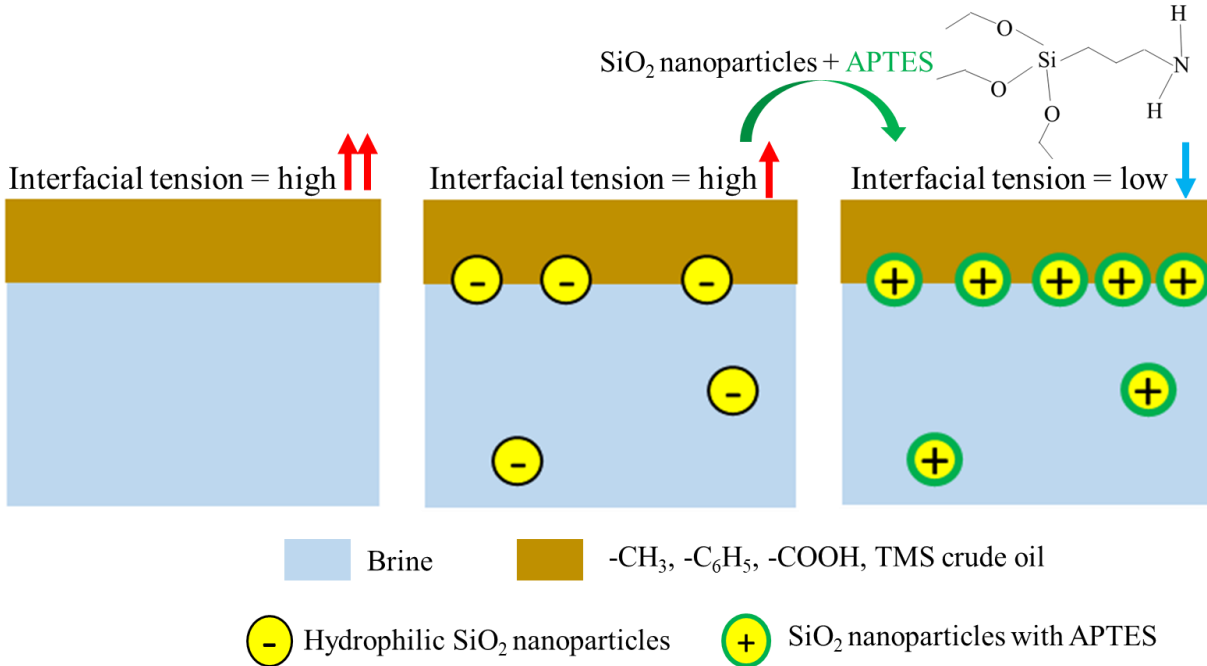 SiO₂ nanoparticles + APTES
H
O
Si
N
O
H
O
Interfacial tension = high
Interfacial tension = high
Interfacial tension = low
- - -
+ + + + +
-
+
-
+
Brine
-CH₃, -C₆H₅, -COOH, TMS crude oil
- Hydrophilic SiO₂ nanoparticles
+ SiO₂ nanoparticles with APTES